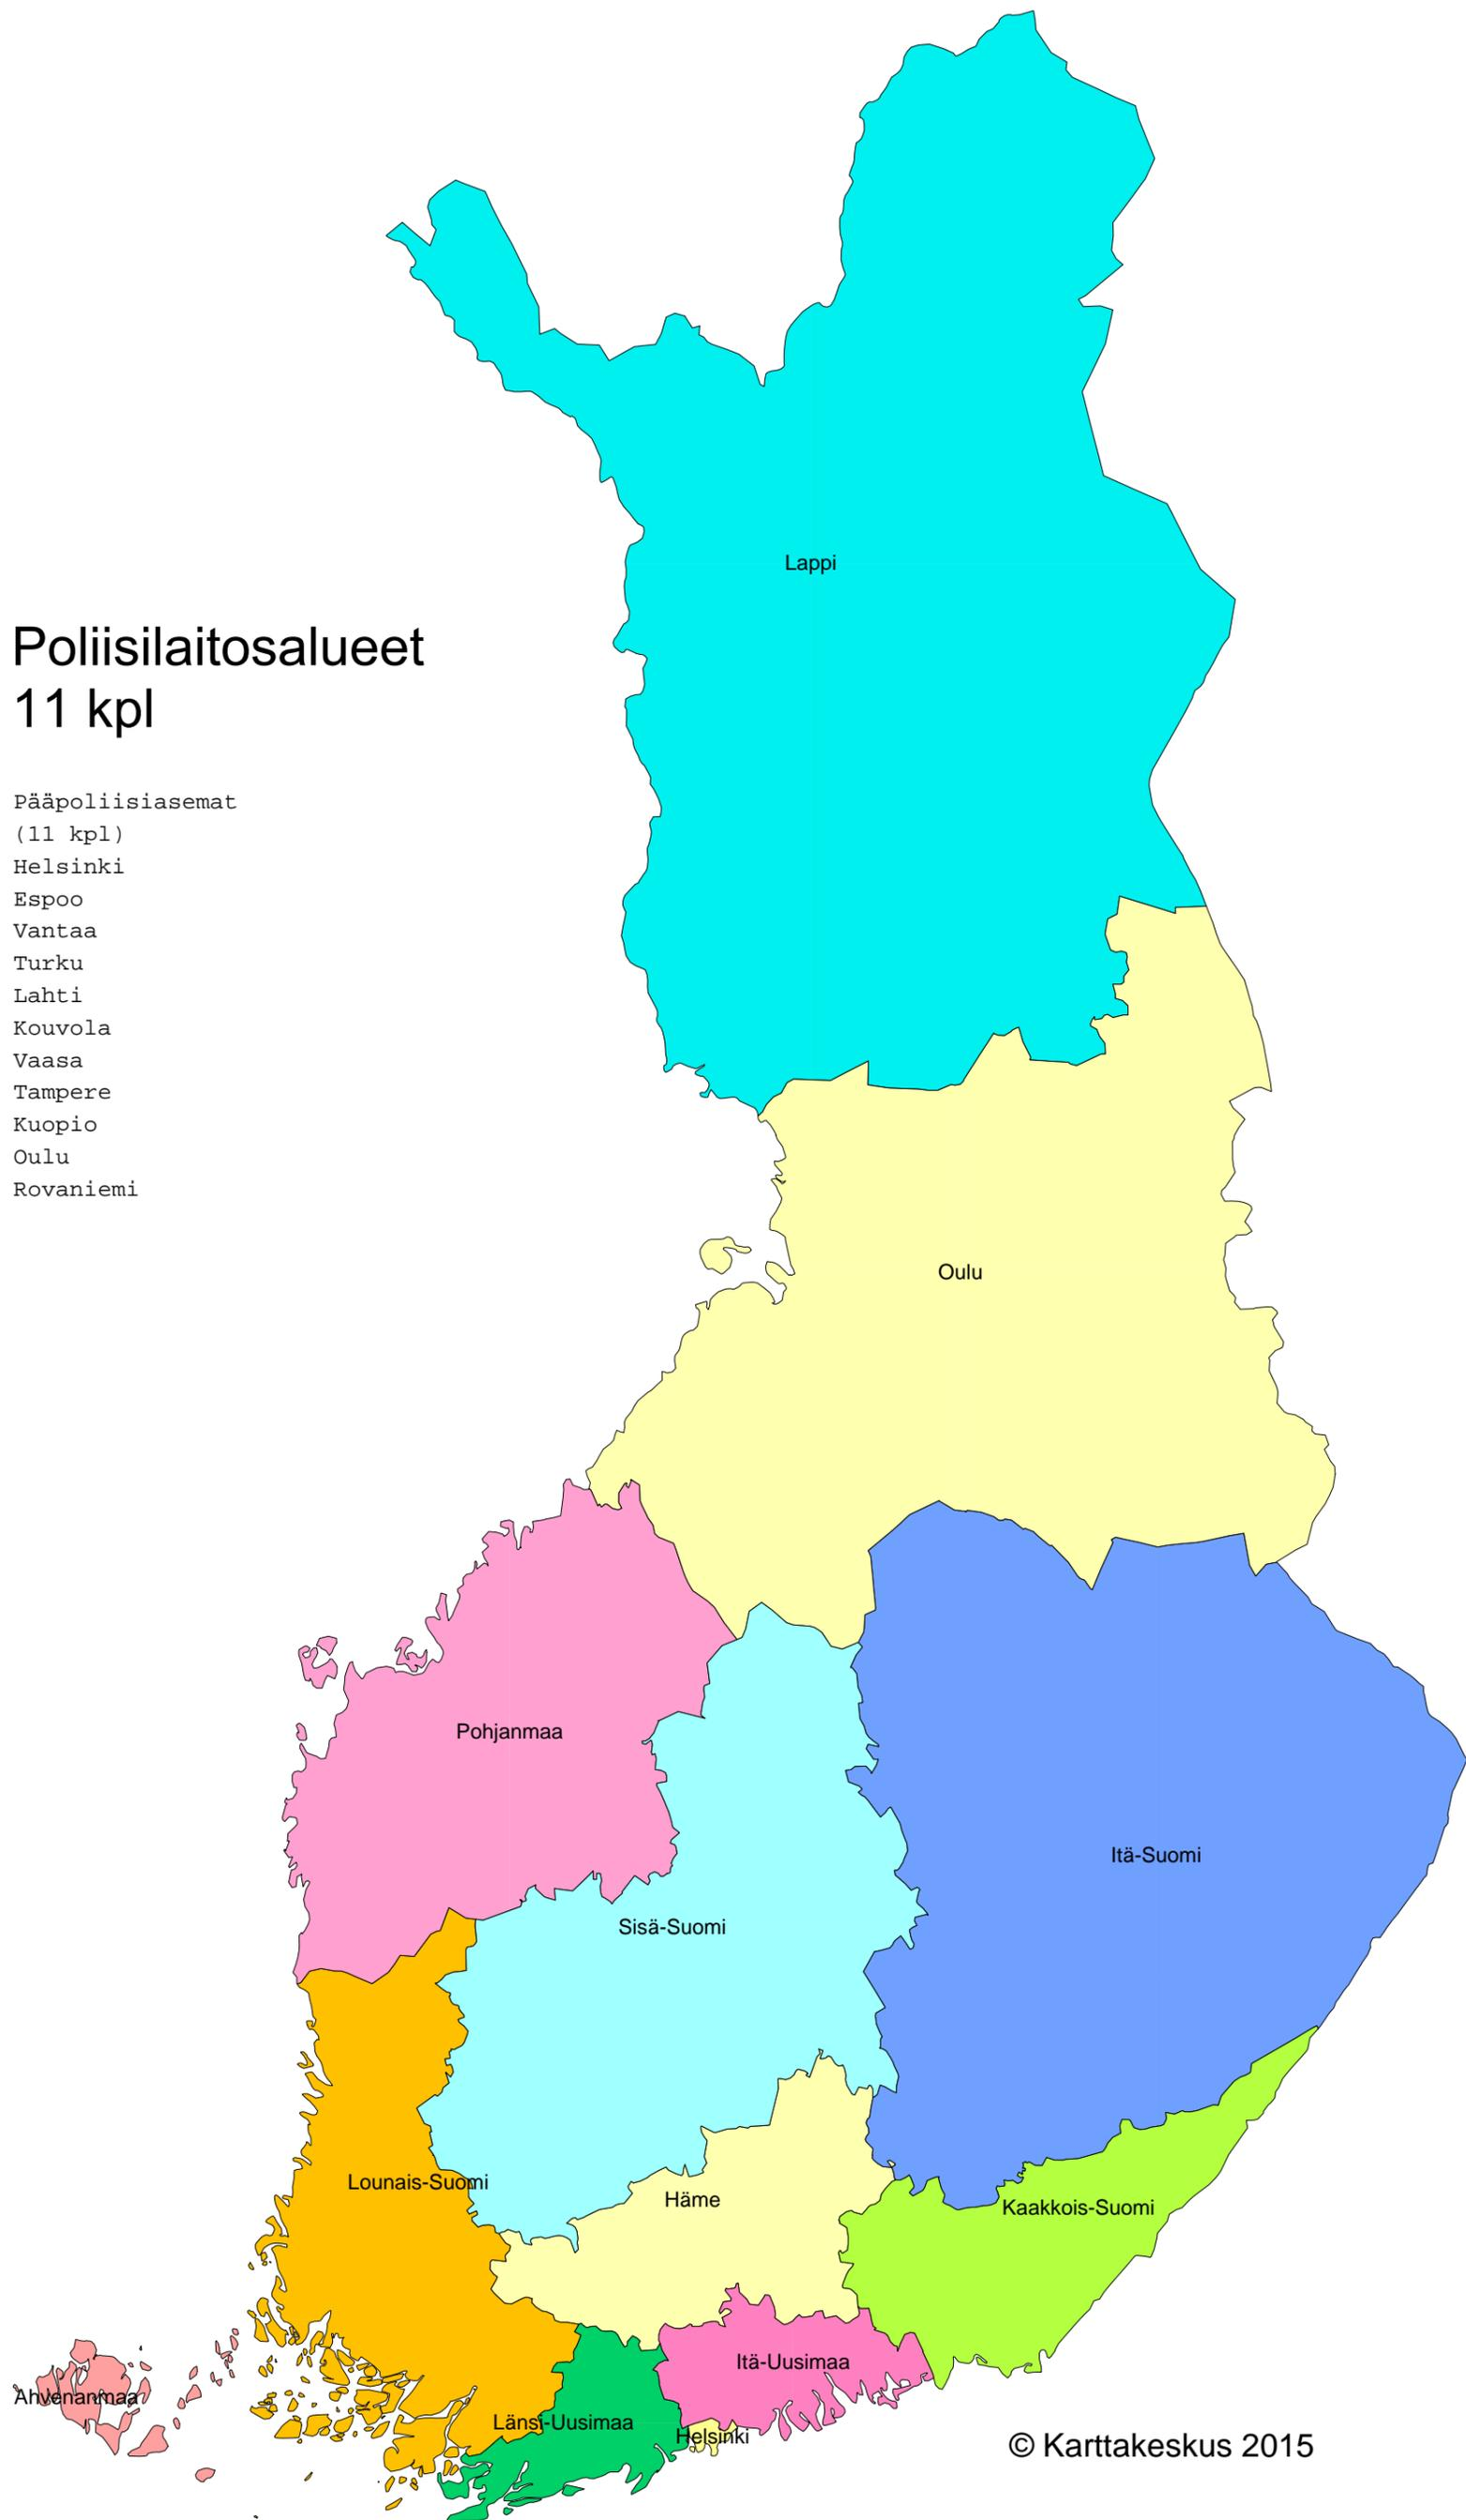 Lappi
Poliisilaitosalueet
11 kpl
Pääpoliisiasemat
(11 kpl)
Helsinki
Espoo
Vantaa
Turku
Lahti
Kouvola
Vaasa
Tampere
Kuopio
Oulu
Rovaniemi
Oulu
Pohjanmaa
Itä-Suomi
Sisä-Suomi
Lounais-Suomi
Häme
Kaakkois-Suomi
Itä-Uusimaa
Ahvenanmaa
Länsi-Uusimaa
Helsinki
© Karttakeskus 2015